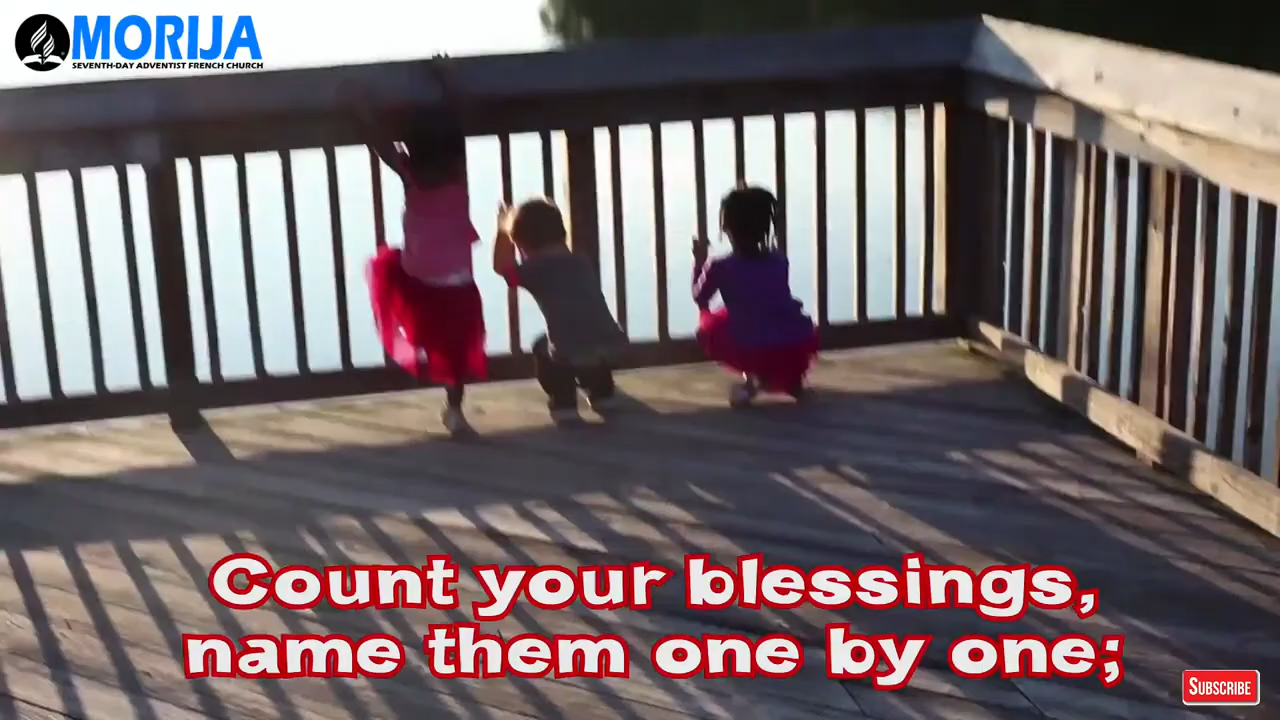 MORIJA
SEVENTH-DAY ADVENTIST FRENCH CHURCH
Count your blessings,
name them one by one;
SUBSCRIBE